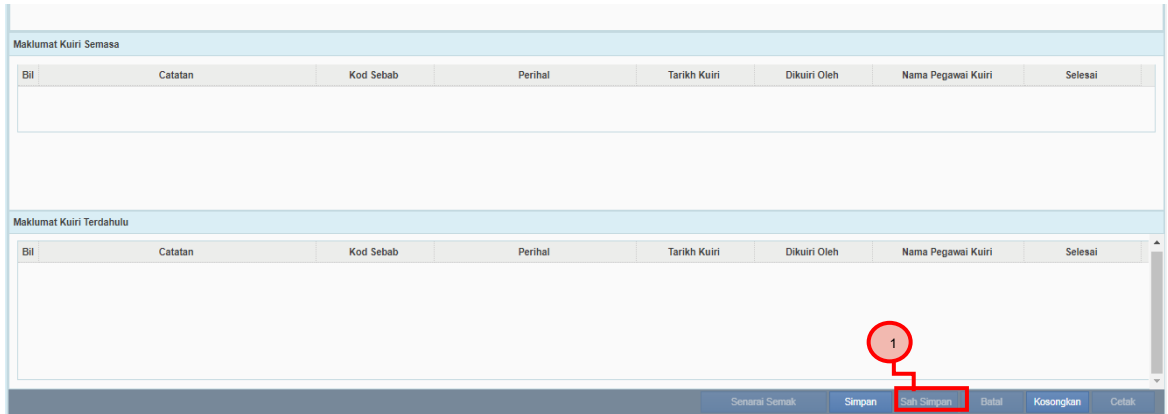 Maklumat Kuiri Semasa
Bil Catatan Kod Sebab Perihal Tarikh Kuiri Dikuiri Oleh Nama Pegawai Kuiri Selesai
Maklumat Kuiri Terdahulu
Bil Catatan Kod Sebab Perihal Tarikh Kuiri Dikuiri Oleh Nama Pegawai Kuiri Selesai
1
Senarai Semak Simpan Sah Simpan Batal Kosongkan Cetak